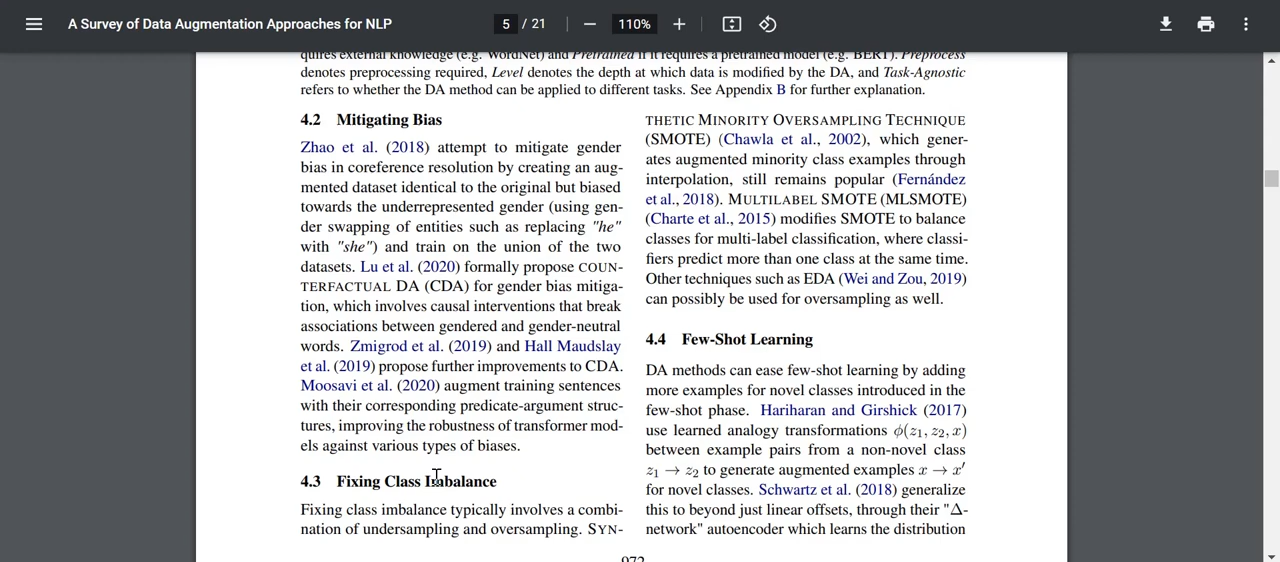 A Survey of Data Augmentation Approaches for NLP
5 / 21
110%
quires external knowledge (e.g. WordNet) and Pretrained if it requires a pretrained model (e.g. BERT). Preprocess
denotes preprocessing required, Level denotes the depth at which data is modified by the DA, and Task-Agnostic
refers to whether the DA method can be applied to different tasks. See Appendix B for further explanation.
4.2 Mitigating Bias
Zhao et al. (2018) attempt to mitigate gender
bias in coreference resolution by creating an aug-
mented dataset identical to the original but biased
towards the underrepresented gender (using gen-
der swapping of entities such as replacing "he"
with "she") and train on the union of the two
datasets. Lu et al. (2020) formally propose COUN-
TERFACTUAL DA (CDA) for gender bias mitiga-
tion, which involves causal interventions that break
associations between gendered and gender-neutral
words. Zmigrod et al. (2019) and Hall Maudslay
et al. (2019) propose further improvements to CDA.
Moosavi et al. (2020) augment training sentences
with their corresponding predicate-argument struc-
tures, improving the robustness of transformer mod-
els against various types of biases.
4.3 Fixing Class Imbalance
Fixing class imbalance typically involves a combi-
nation of undersampling and oversampling. SYN-
THETIC MINORITY OVERSAMPLING TECHNIQUE
(SMOTE) (Chawla et al., 2002), which gener-
ates augmented minority class examples through
interpolation, still remains popular (Fernández
et al., 2018). MULTILABEL SMOTE (MLSMOTE)
(Charte et al., 2015) modifies SMOTE to balance
classes for multi-label classification, where classi-
fiers predict more than one class at the same time.
Other techniques such as EDA (Wei and Zou, 2019)
can possibly be used for oversampling as well.
4.4 Few-Shot Learning
DA methods can ease few-shot learning by adding
more examples for novel classes introduced in the
few-shot phase. Hariharan and Girshick (2017)
use learned analogy transformations ϕ(z₁, z₂, x)
between example pairs from a non-novel class
z₁ → z₂ to generate augmented examples x → x′
for novel classes. Schwartz et al. (2018) generalize
this to beyond just linear offsets, through their "Δ-
network" autoencoder which learns the distribution
972